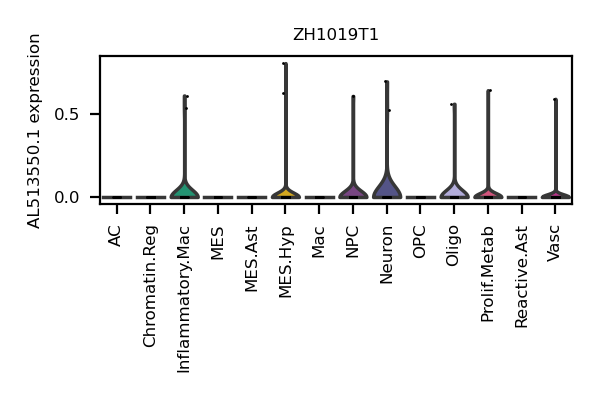 ZH1019T1
AL513550.1 expression
0.5
0.0
AC
Chromatin.Reg
Inflammatory.Mac
MES
MES.Ast
MES.Hyp
Mac
NPC
Neuron
OPC
Oligo
Prolif.Metab
Reactive.Ast
Vasc